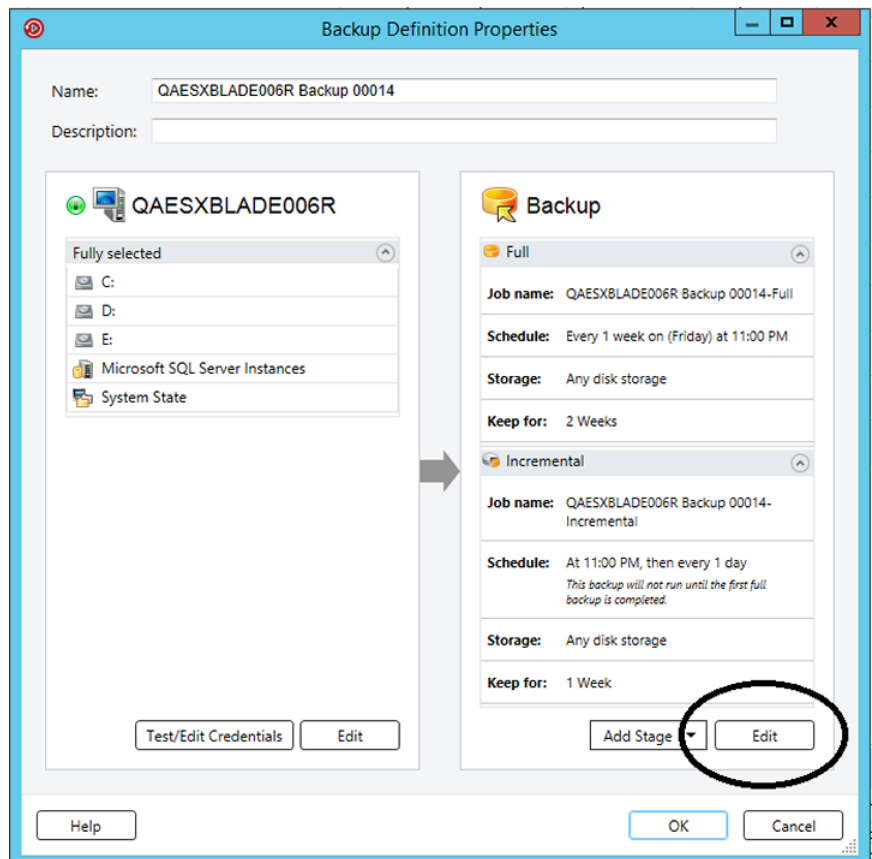 Backup Definition Properties
Name: QAESXBLADE006R Backup 00014
Description:
QAESXBLADE006R
Fully selected
C:
D:
E:
Microsoft SQL Server Instances
System State
Test/Edit Credentials Edit
Backup
Full
Job name: QAESXBLADE006R Backup 00014-Full
Schedule: Every 1 week on (Friday) at 11:00 PM
Storage: Any disk storage
Keep for: 2 Weeks
Incremental
Job name: QAESXBLADE006R Backup 00014-
Incremental
Schedule: At 11:00 PM, then every 1 day
This backup will not run until the first full
backup is completed.
Storage: Any disk storage
Keep for: 1 Week
Add Stage Edit
Help OK Cancel